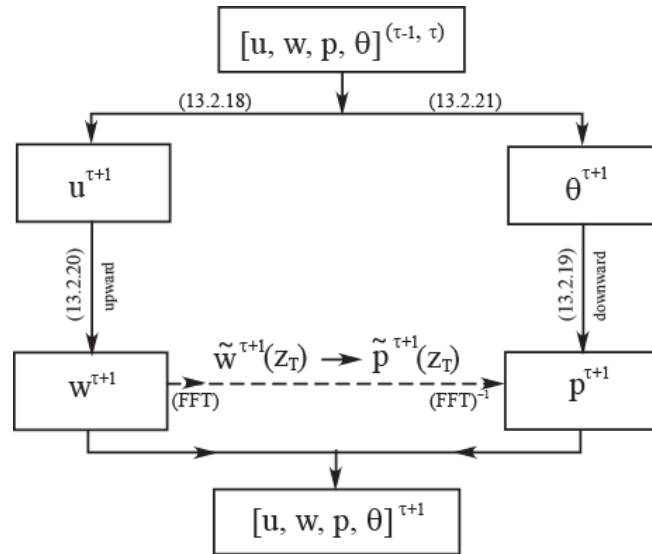 [u, w, p, θ]^(τ-1, τ)
(13.2.18) (13.2.21)
u^τ+1 θ^τ+1
(13.2.20) upward (13.2.19) downward
w̃^τ+1(z_T) → p̃^τ+1(z_T)
w^τ+1 p^τ+1
(FFT) (FFT)^–1
[u, w, p, θ]^τ+1